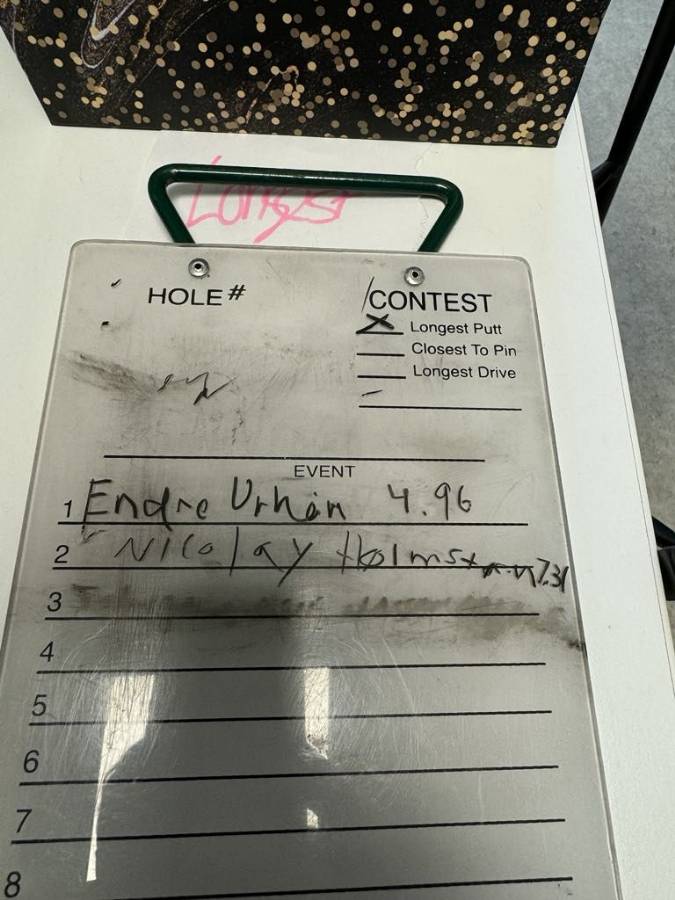 Longest
HOLE # CONTEST
X Longest Putt
Closest To Pin
Longest Drive
EVENT
1 Endre Urhan 4.96
2 Nicolay 7.31
3
4
5
6
7
8